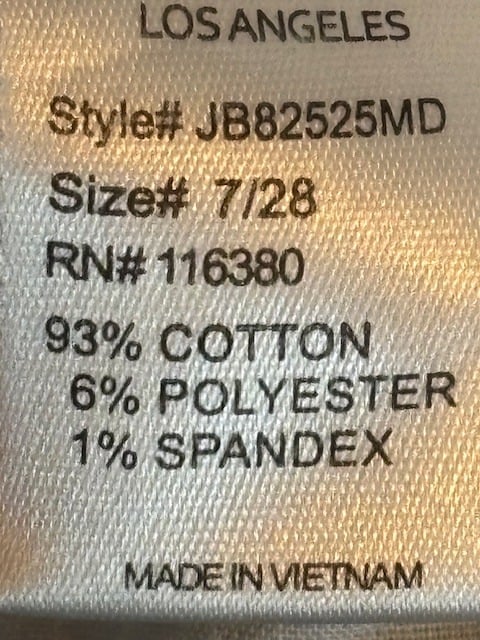 LOS ANGELES
Style# JB82525MD
Size# 7/28
RN# 116380
93% COTTON
6% POLYESTER
1% SPANDEX
MADE IN VIETNAM